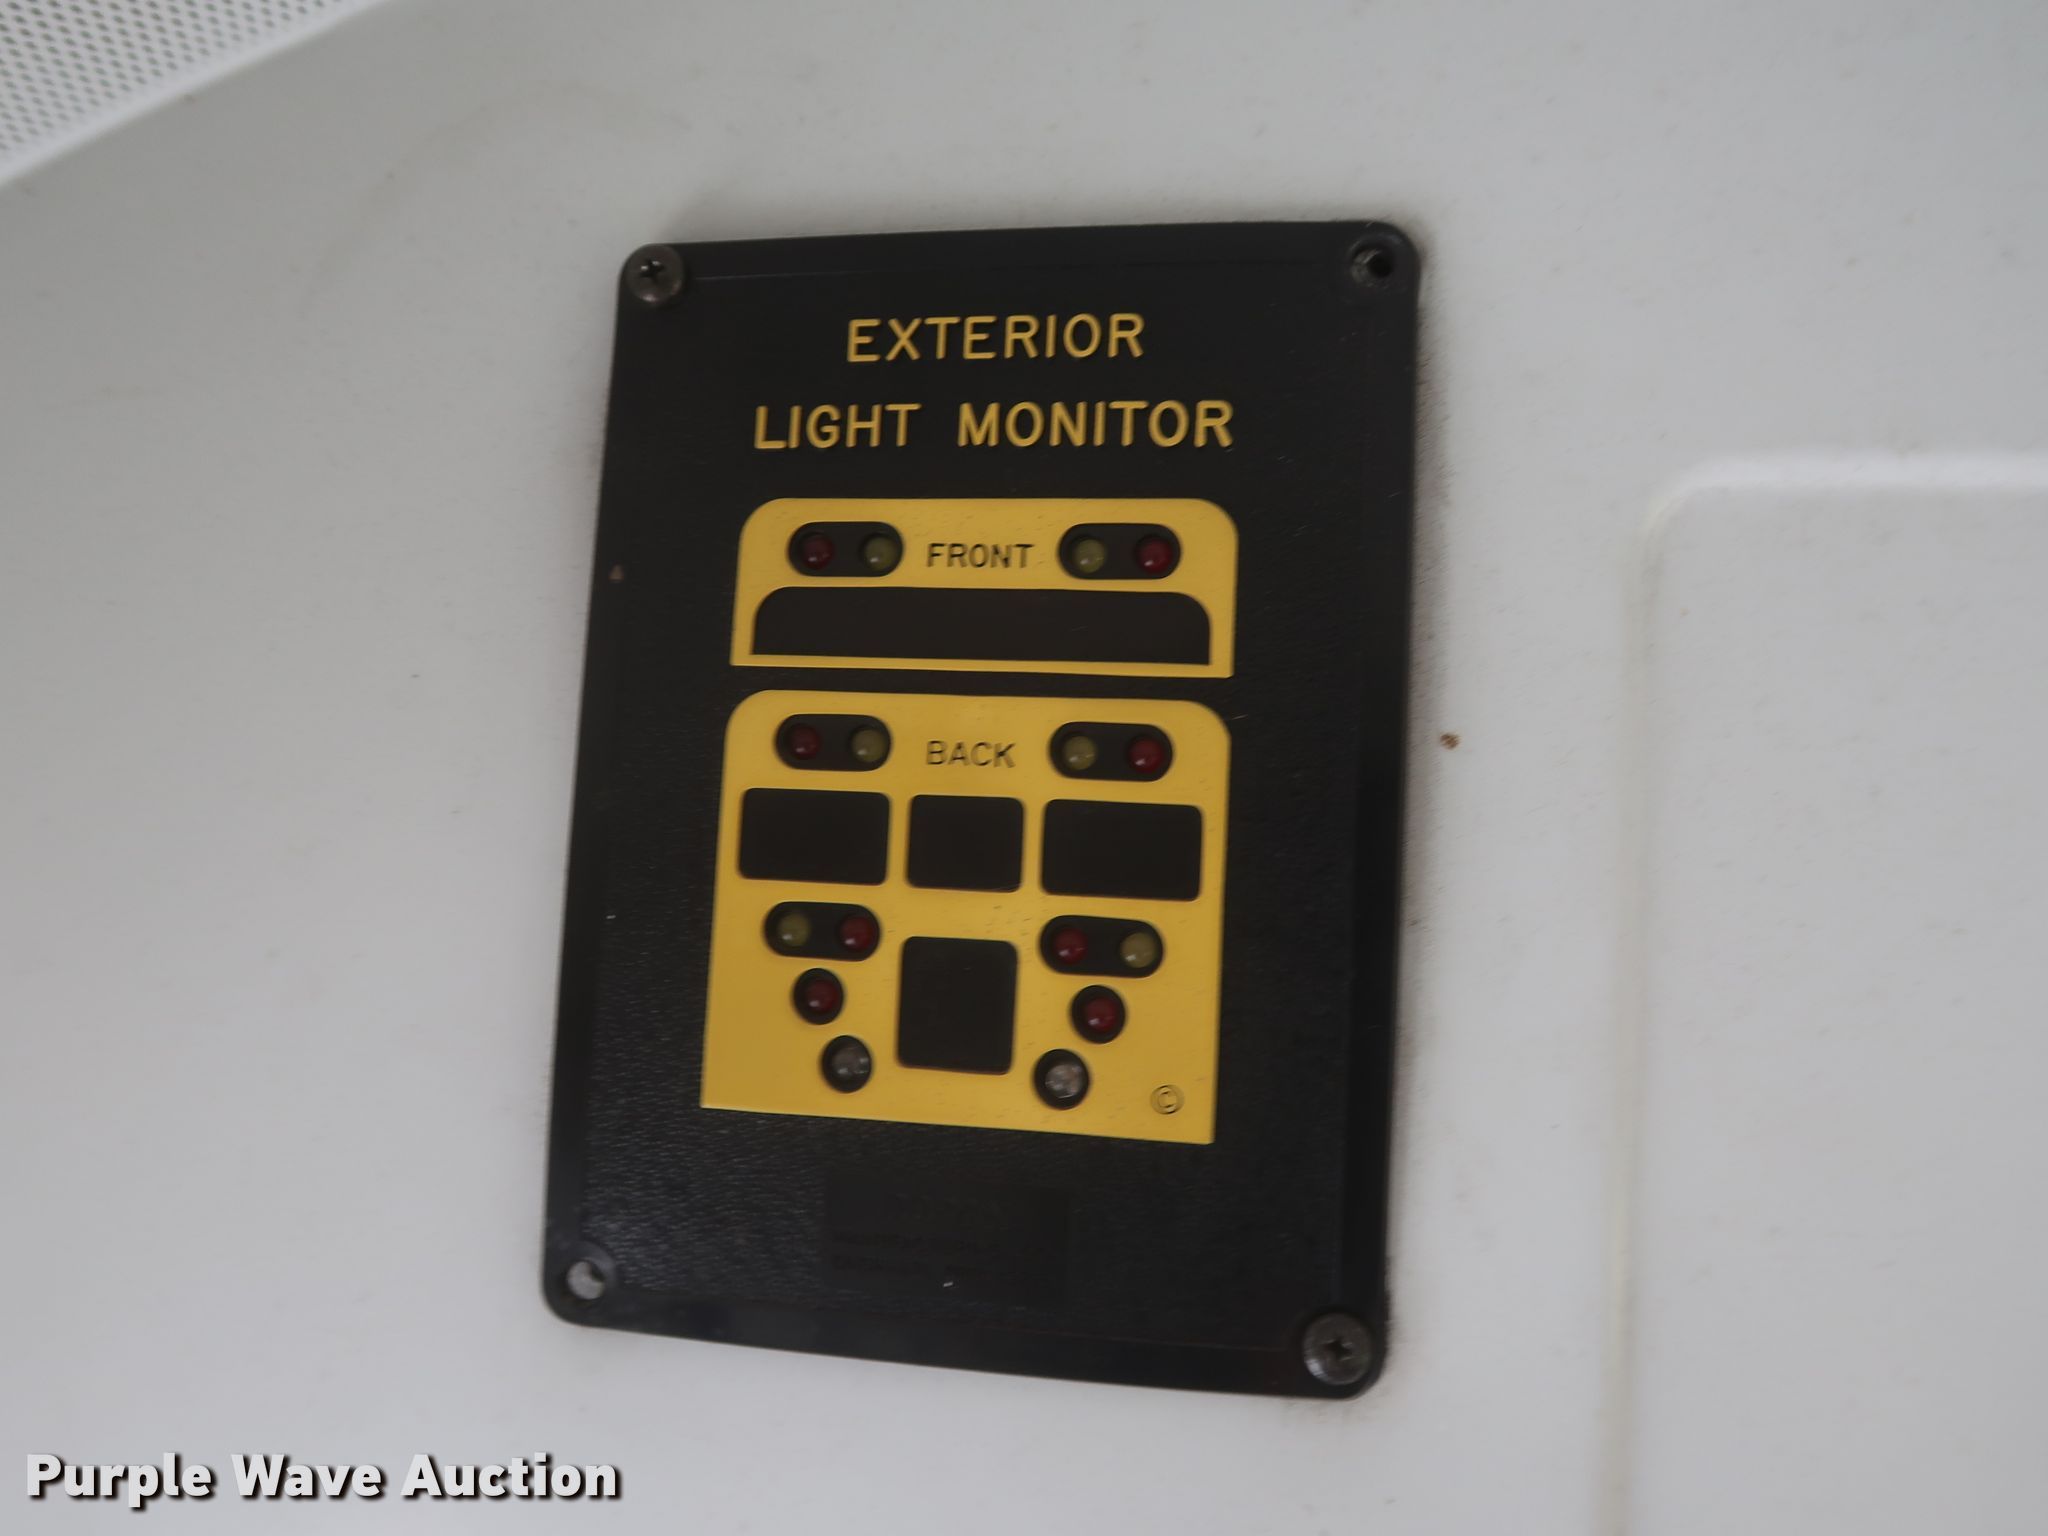 EXTERIOR
LIGHT MONITOR
FRONT
BACK
©
Purple Wave Auction